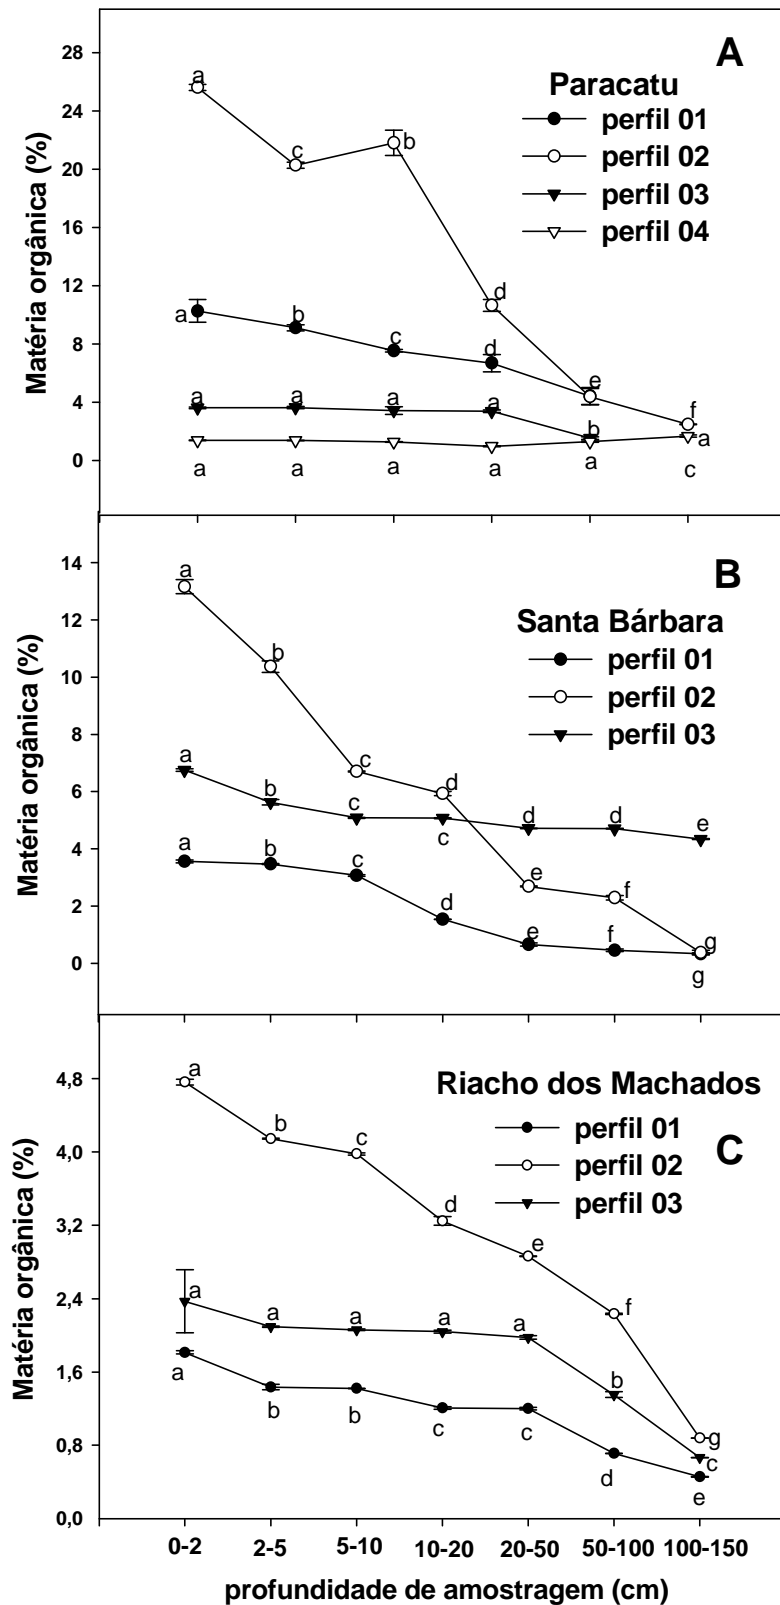 A
Paracatu
perfil 01
perfil 02
perfil 03
perfil 04
Matéria orgânica (%)
28
24
20
16
12
8
4
0
a
c
b
d
e
f
a
b
c
d
a
a
a
a
b
a
a
a
a
a
a
c
B
Santa Bárbara
perfil 01
perfil 02
perfil 03
Matéria orgânica (%)
14
12
10
8
6
4
2
0
a
b
c
d
e
f
g
a
b
c
c
d
d
e
a
b
c
d
e
f
g
C
Riacho dos Machados
perfil 01
perfil 02
perfil 03
Matéria orgânica (%)
4,8
4,0
3,2
2,4
1,6
0,8
0,0
a
b
c
d
e
f
g
a
a
a
a
a
b
c
a
b
b
c
c
d
e
0-2 2-5 5-10 10-20 20-50 50-100 100-150
profundidade de amostragem (cm)